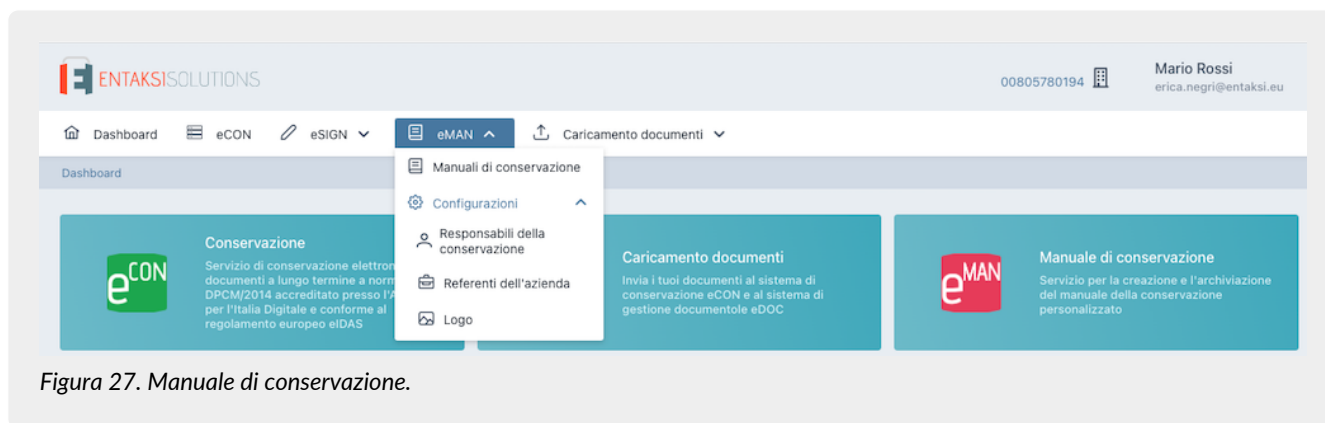 ENTAKSISOLUTIONS
00805780194
Mario Rossi
erica.negri@entaksi.eu
Dashboard
eCON
eSIGN
eMAN
Caricamento documenti
Dashboard
Manuali di conservazione
Configurazioni
Responsabili della
conservazione
Referenti dell'azienda
Logo
eCON
Conservazione
Servizio di conservazione elettron
documenti a lungo termine a norm
DPCM/2014 accreditato presso l'A
per l'Italia Digitale e conforme al
regolamento europeo eIDAS
Caricamento documenti
Invia i tuoi documenti al sistema di
conservazione eCON e al sistema di
gestione documentole eDOC
eMAN
Manuale di conservazione
Servizio per la creazione e l'archiviazione
del manuale della conservazione
personalizzato
Figura 27. Manuale di conservazione.